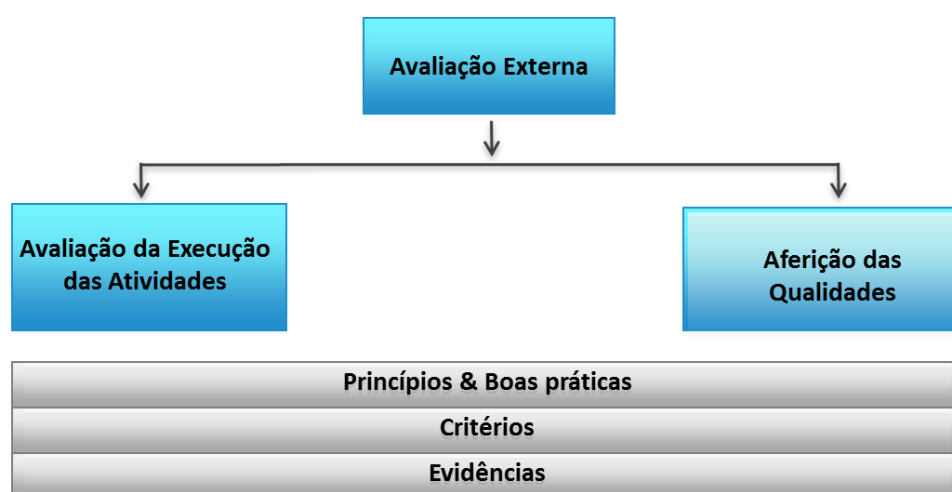 Avaliação Externa
Avaliação da Execução
das Atividades
Aferição das
Qualidades
Princípios & Boas práticas
Critérios
Evidências